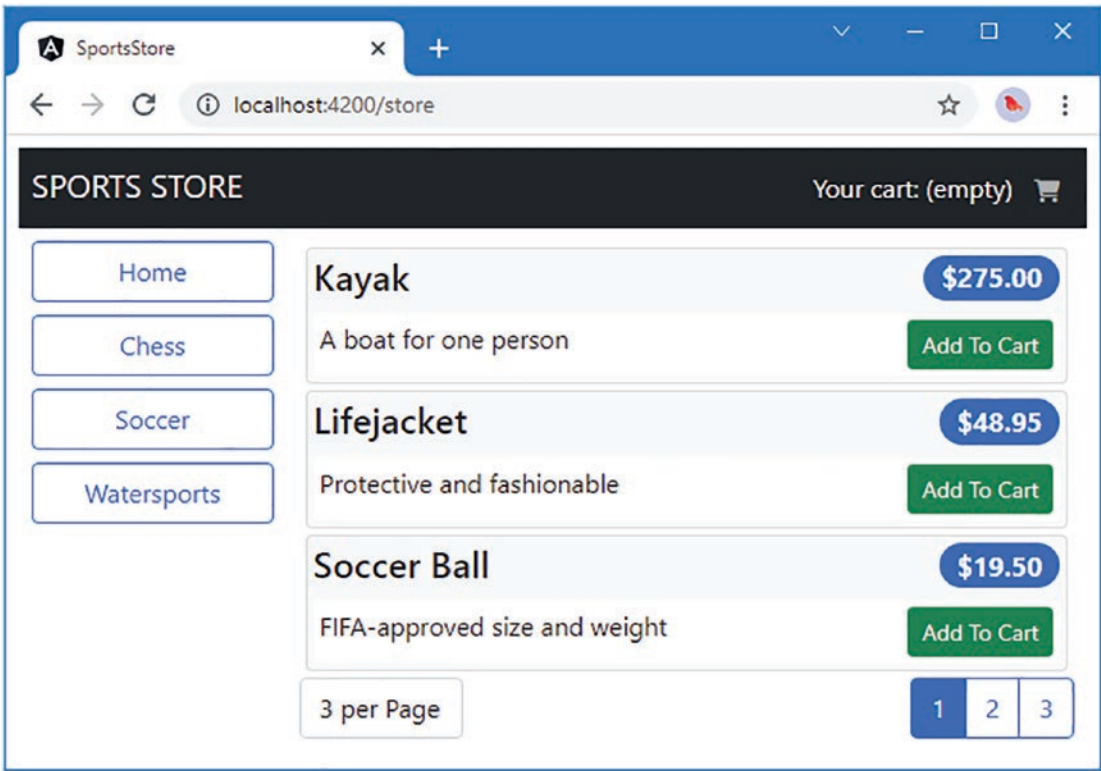 SportsStore
localhost:4200/store
SPORTS STORE
Your cart: (empty)
Home
Chess
Soccer
Watersports
Kayak
$275.00
A boat for one person
Add To Cart
Lifejacket
$48.95
Protective and fashionable
Add To Cart
Soccer Ball
$19.50
FIFA-approved size and weight
Add To Cart
3 per Page
1 2 3